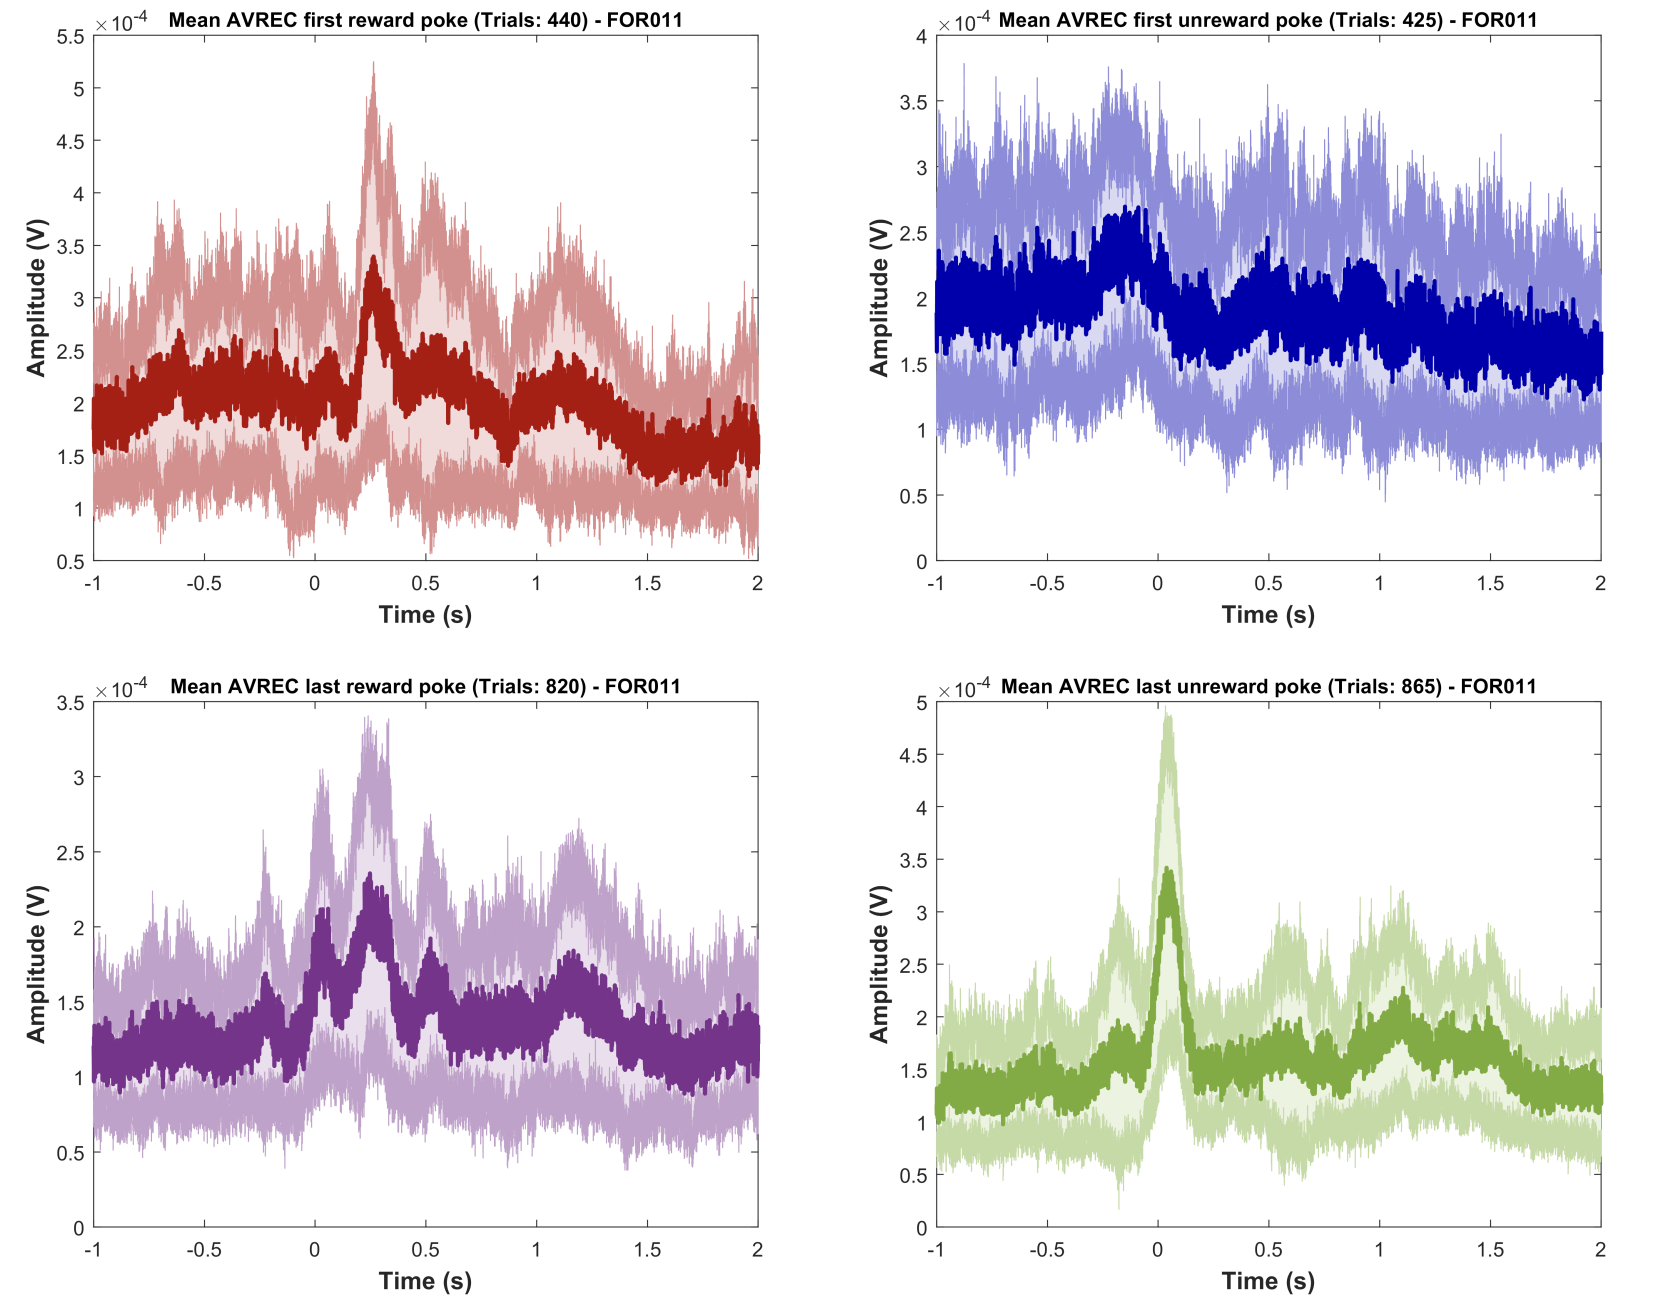 ×10-4 Mean AVREC first reward poke (Trials: 440) - FOR011
5.5
5
4.5
4
3.5
3
2.5
2
1.5
1
0.5
Amplitude (V)
-1 -0.5 0 0.5 1 1.5 2
Time (s)
×10-4 Mean AVREC first unreward poke (Trials: 425) - FOR011
4
3.5
3
2.5
2
1.5
1
0.5
0
Amplitude (V)
-1 -0.5 0 0.5 1 1.5 2
Time (s)
×10-4 Mean AVREC last reward poke (Trials: 820) - FOR011
3.5
3
2.5
2
1.5
1
0.5
0
Amplitude (V)
-1 -0.5 0 0.5 1 1.5 2
Time (s)
×10-4 Mean AVREC last unreward poke (Trials: 865) - FOR011
5
4.5
4
3.5
3
2.5
2
1.5
1
0.5
0
Amplitude (V)
-1 -0.5 0 0.5 1 1.5 2
Time (s)